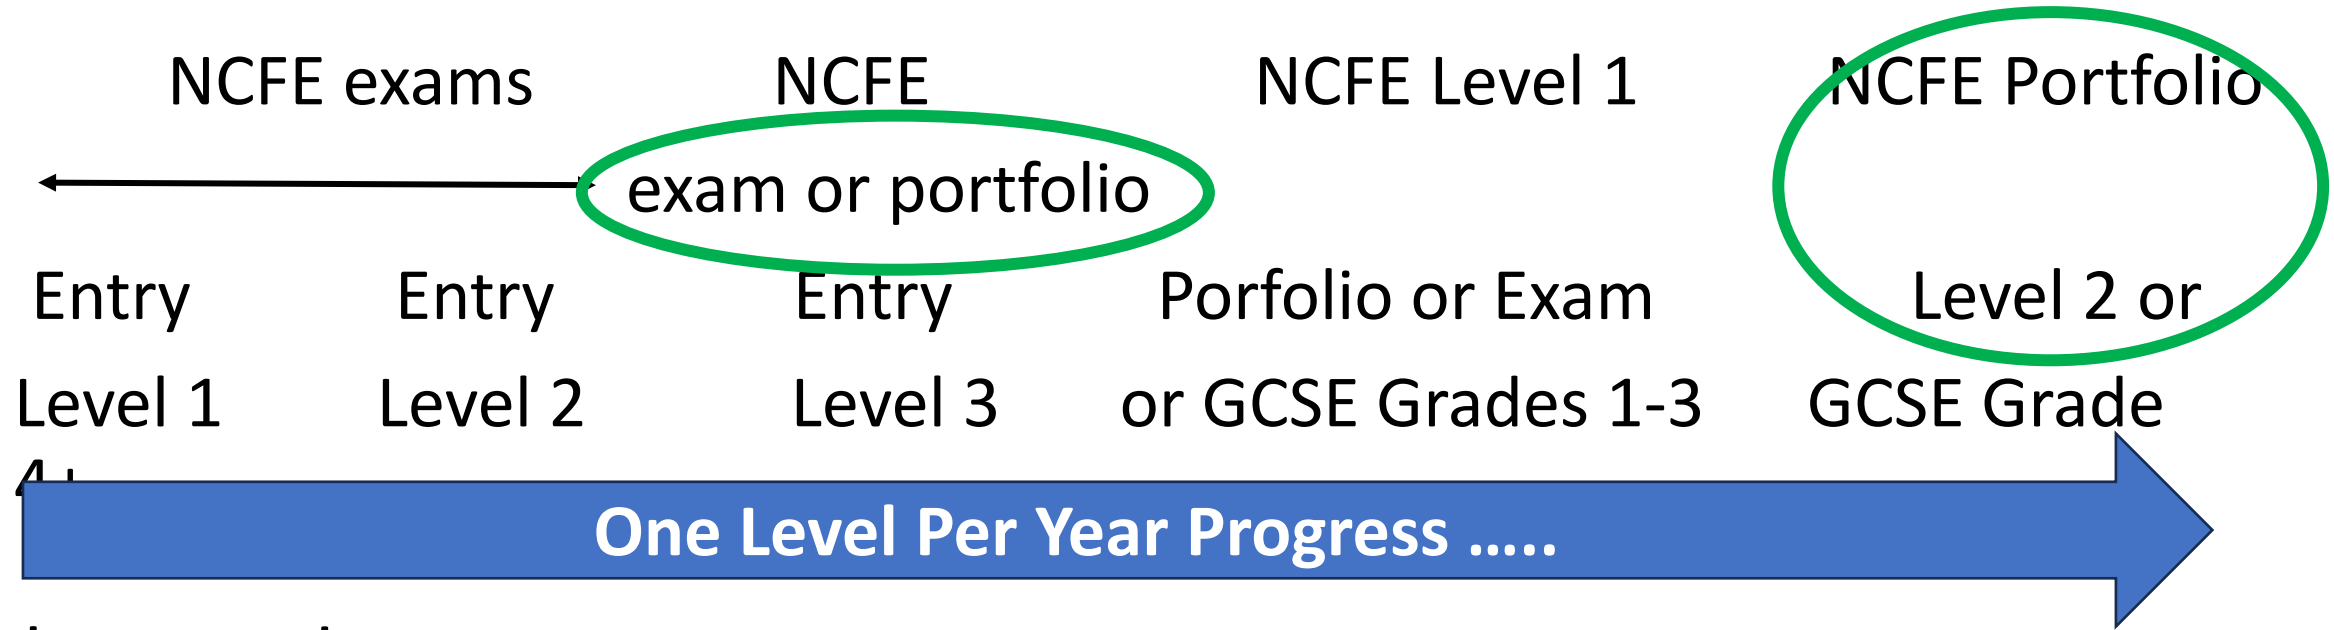 NCFE exams NCFE NCFE Level 1 NCFE Portfolio
exam or portfolio
Entry Entry Entry Porfolio or Exam Level 2 or
Level 1 Level 2 Level 3 or GCSE Grades 1-3 GCSE Grade
4+
One Level Per Year Progress .....